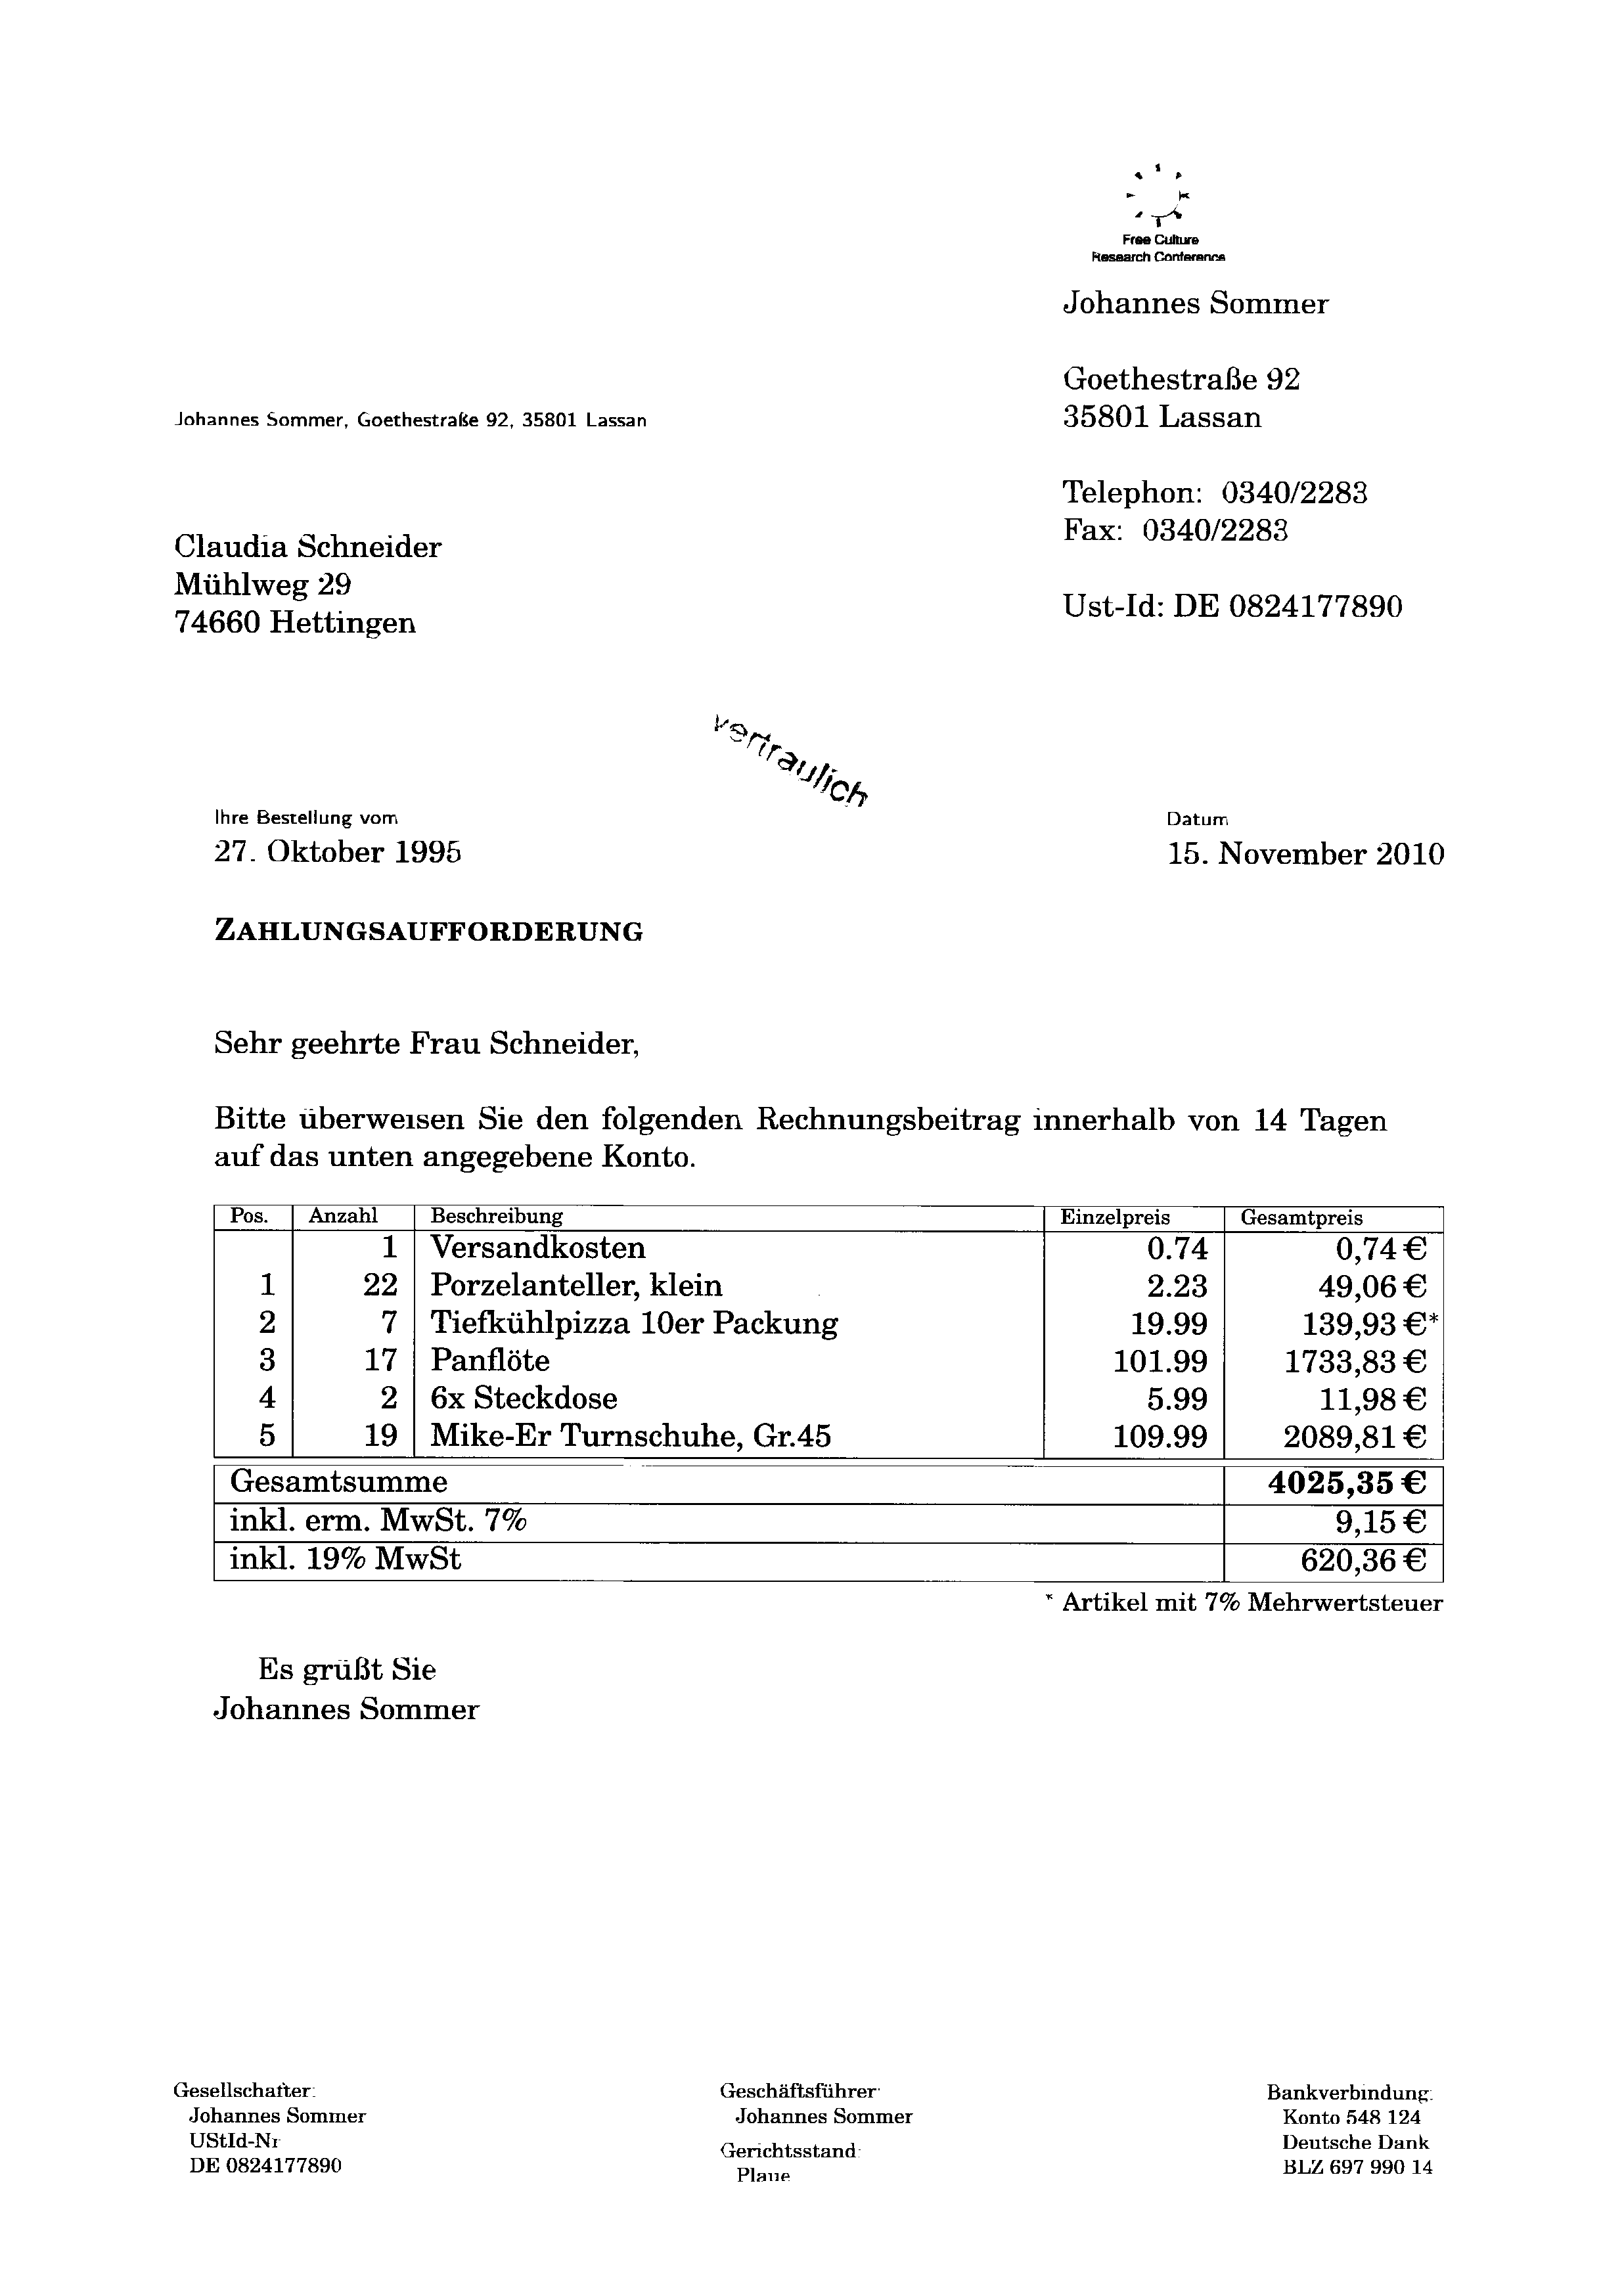 Free Culture
Research Conference
Johannes Sommer
Goethestraße 92
35801 Lassan
Johannes Sommer, Goethestraße 92, 35801 Lassan
Telephon: 0340/2283
Fax: 0340/2283
Claudia Schneider
Mühlweg 29
74660 Hettingen
Ust-Id: DE 0824177890
vertraulich
Ihre Bestellung vom
27. Oktober 1995
Datum
15. November 2010
ZAHLUNGSAUFFORDERUNG
Sehr geehrte Frau Schneider,
Bitte überweisen Sie den folgenden Rechnungsbeitrag innerhalb von 14 Tagen
auf das unten angegebene Konto.
Pos. Anzahl Beschreibung Einzelpreis Gesamtpreis
1 Versandkosten 0.74 0,74 €
1 22 Porzelanteller, klein 2.23 49,06 €
2 7 Tiefkühlpizza 10er Packung 19.99 139,93 €*
3 17 Panflöte 101.99 1733,83 €
4 2 6x Steckdose 5.99 11,98 €
5 19 Mike-Er Turnschuhe, Gr.45 109.99 2089,81 €
Gesamtsumme 4025,35 €
inkl. erm. MwSt. 7% 9,15 €
inkl. 19% MwSt 620,36 €
* Artikel mit 7% Mehrwertsteuer
Es grüßt Sie
Johannes Sommer
Gesellschafter:
Johannes Sommer
UStId-Nr
DE 0824177890
Geschäftsführer
Johannes Sommer
Gerichtsstand:
Plaue
Bankverbindung:
Konto 548 124
Deutsche Dank
BLZ 697 990 14